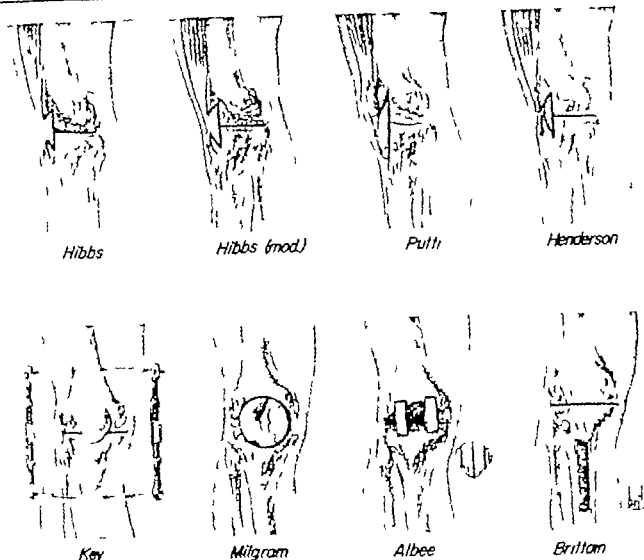 Hibbs
Hibbs (mod.)
Putti
Henderson
Key
Milgram
Albee
Brittain